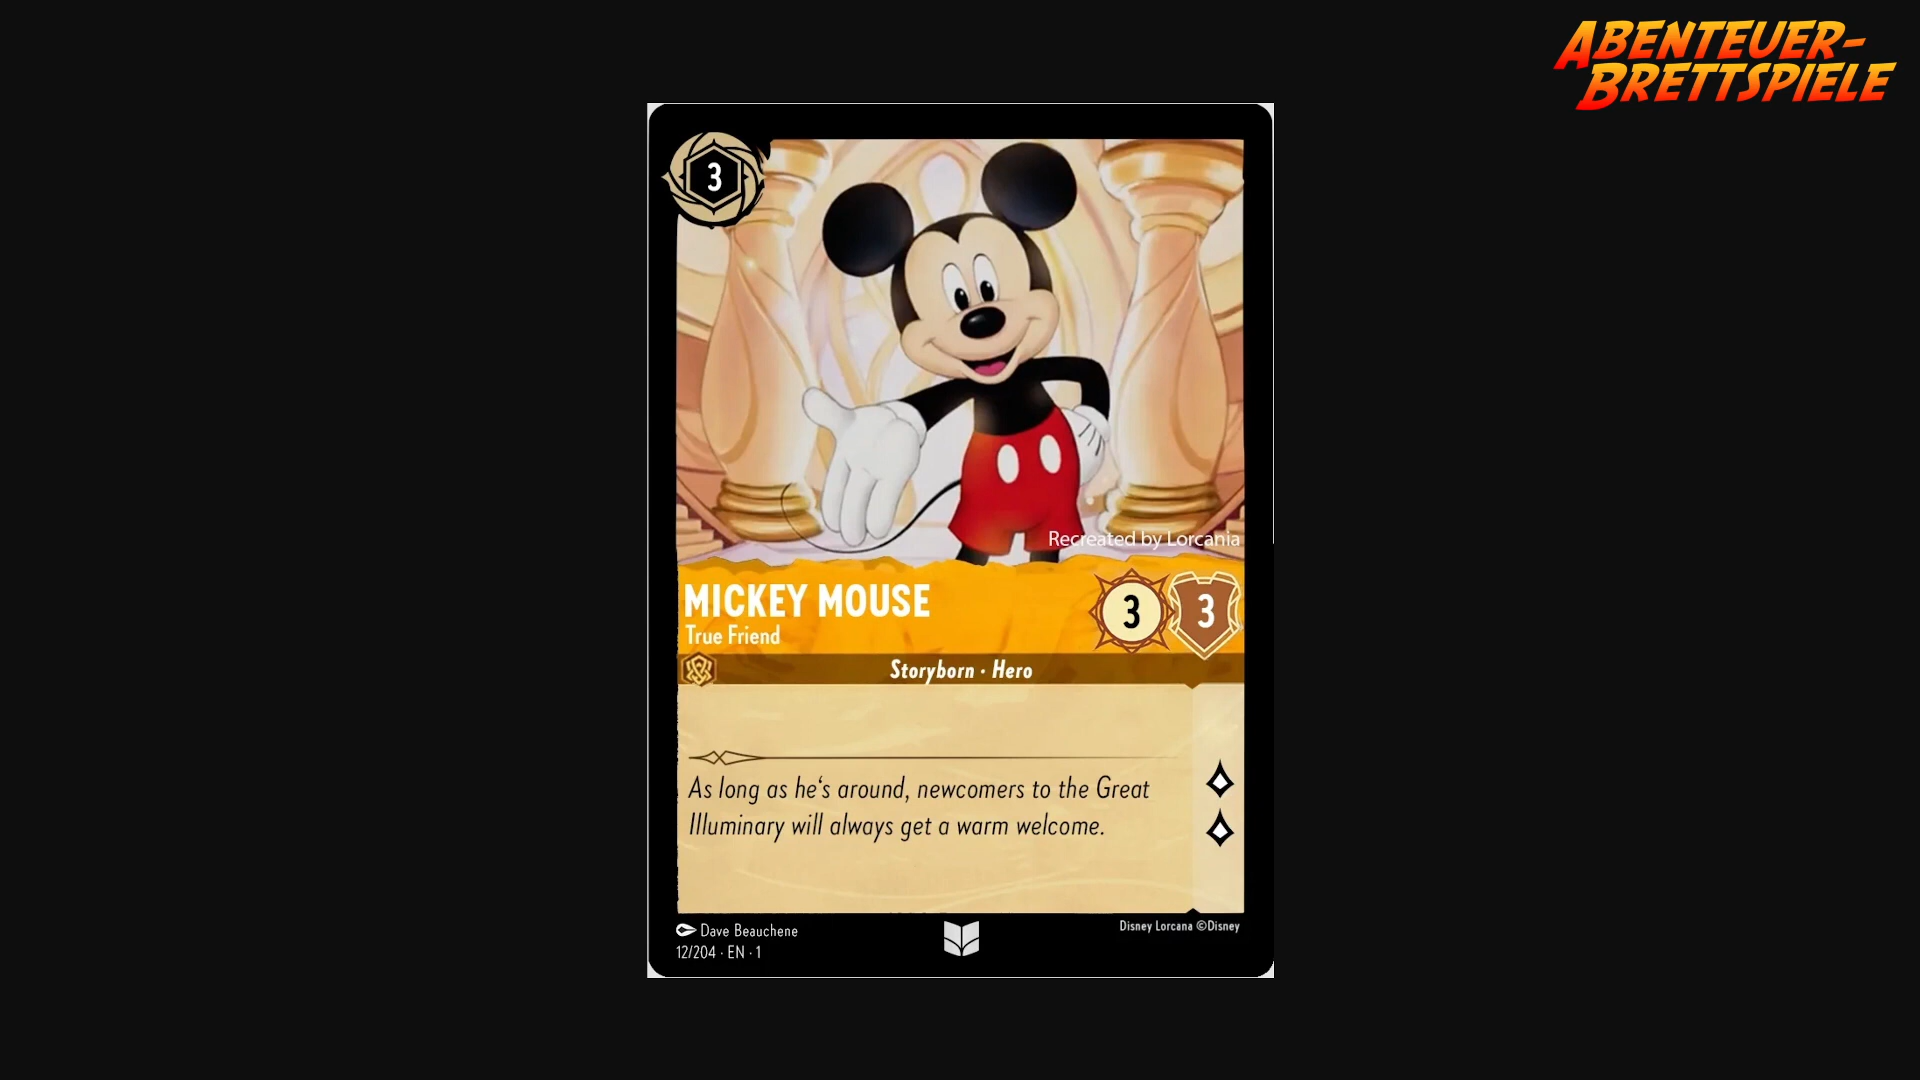 ABENTEUER-
BRETTSPIELE
3
Recreated by Lorcania
MICKEY MOUSE
True Friend
3
3
Storyborn · Hero
As long as he‘s around, newcomers to the Great
Illuminary will always get a warm welcome.
Dave Beauchene
12/204 · EN · 1
Disney Lorcana ©Disney